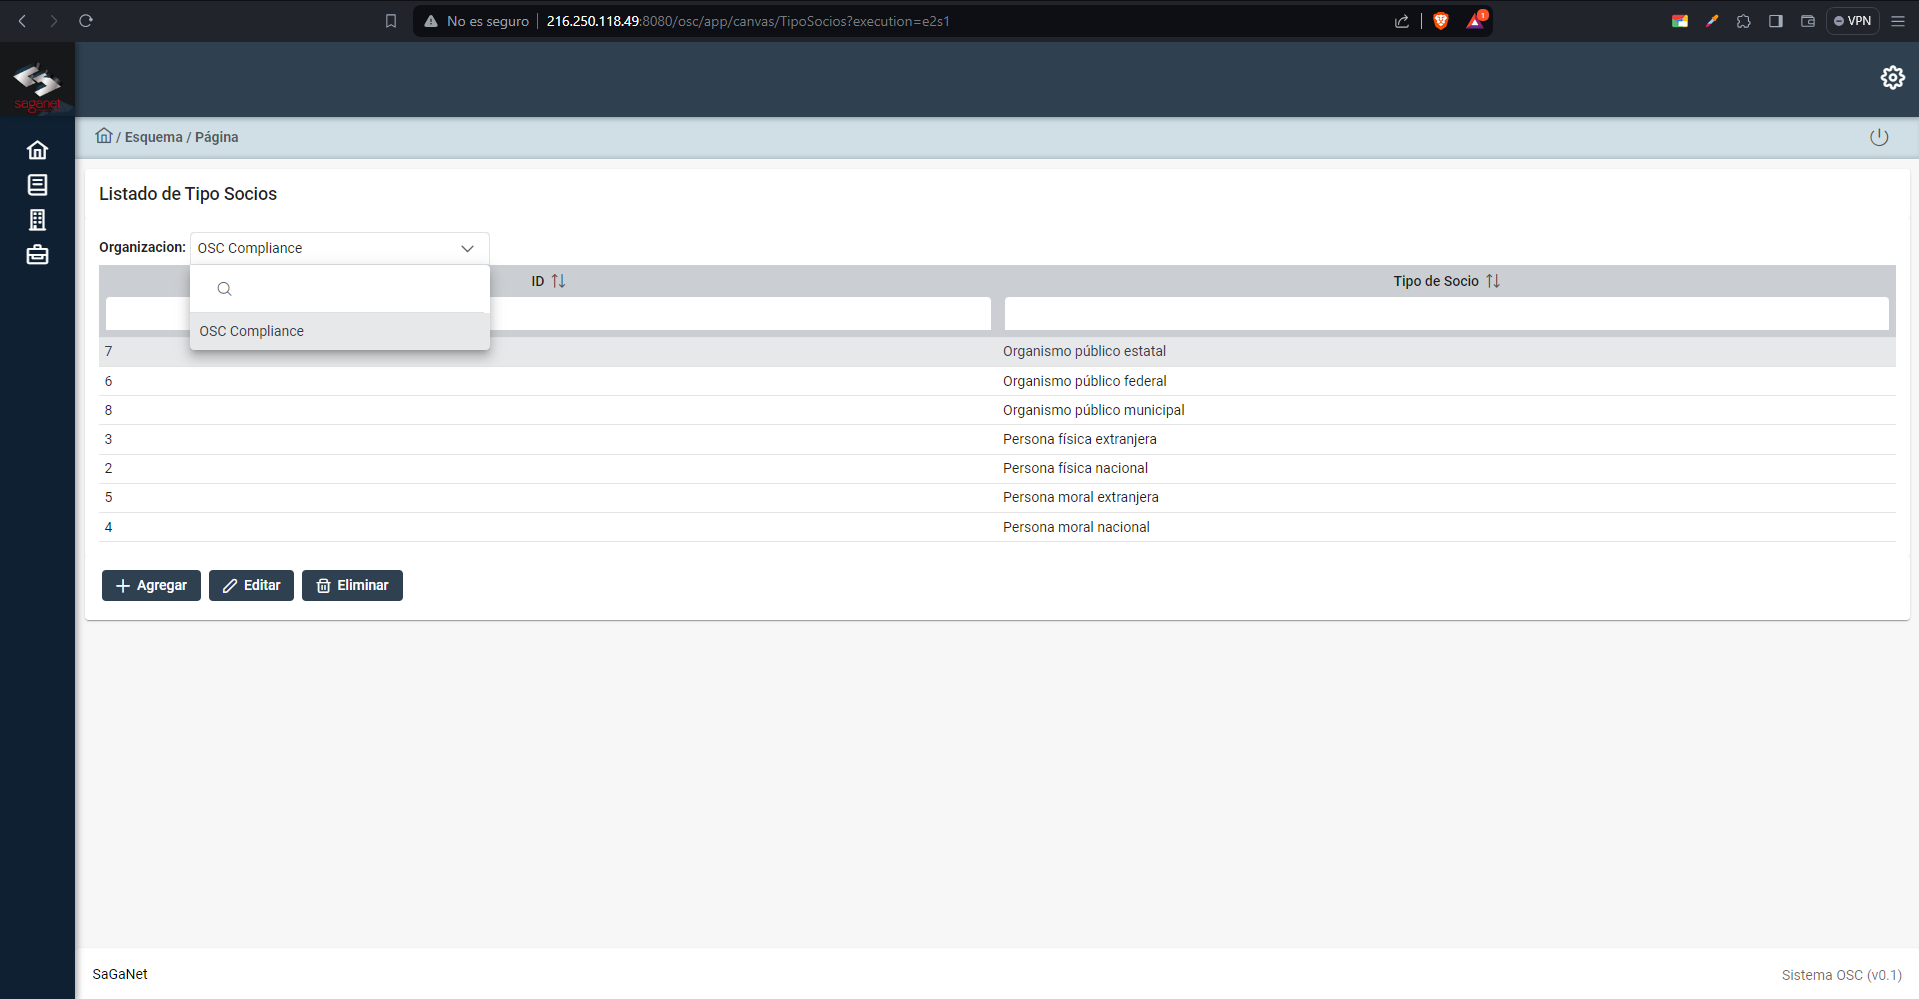 No es seguro 216.250.118.49:8080/osc/app/canvas/TipoSocios?execution=e2s1 1 VPN
saganet
/ Esquema / Página
Listado de Tipo Socios
Organizacion: OSC Compliance
ID Tipo de Socio
OSC Compliance
7 Organismo público estatal
6 Organismo público federal
8 Organismo público municipal
3 Persona física extranjera
2 Persona física nacional
5 Persona moral extranjera
4 Persona moral nacional
Agregar Editar Eliminar
SaGaNet Sistema OSC (v0.1)